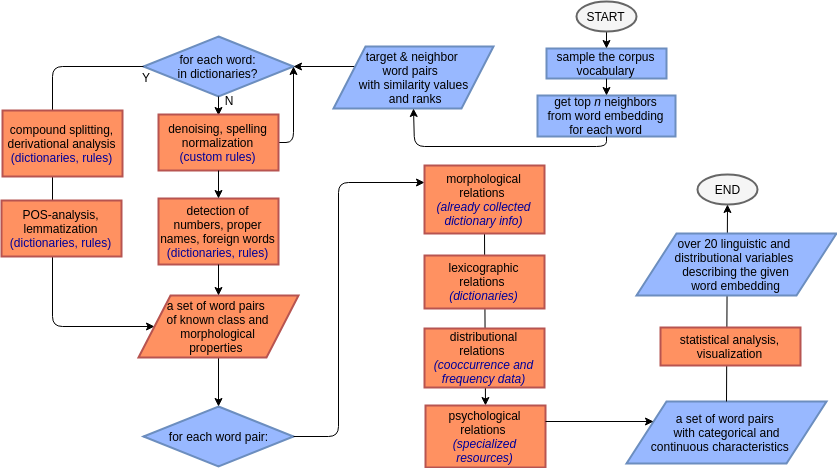 START
sample the corpus
vocabulary
get top n neighbors
from word embedding
for each word
target & neighbor
word pairs
with similarity values
and ranks
for each word:
in dictionaries?
Y
N
compound splitting,
derivational analysis
(dictionaries, rules)
POS-analysis,
lemmatization
(dictionaries, rules)
denoising, spelling
normalization
(custom rules)
detection of
numbers, proper
names, foreign words
(dictionaries, rules)
a set of word pairs
of known class and
morphological
properties
for each word pair:
morphological
relations
(already collected
dictionary info)
lexicographic
relations
(dictionaries)
distributional
relations
(cooccurrence and
frequency data)
psychological
relations
(specialized
resources)
a set of word pairs
with categorical and
continuous characteristics
statistical analysis,
visualization
over 20 linguistic and
distributional variables
describing the given
word embedding
END